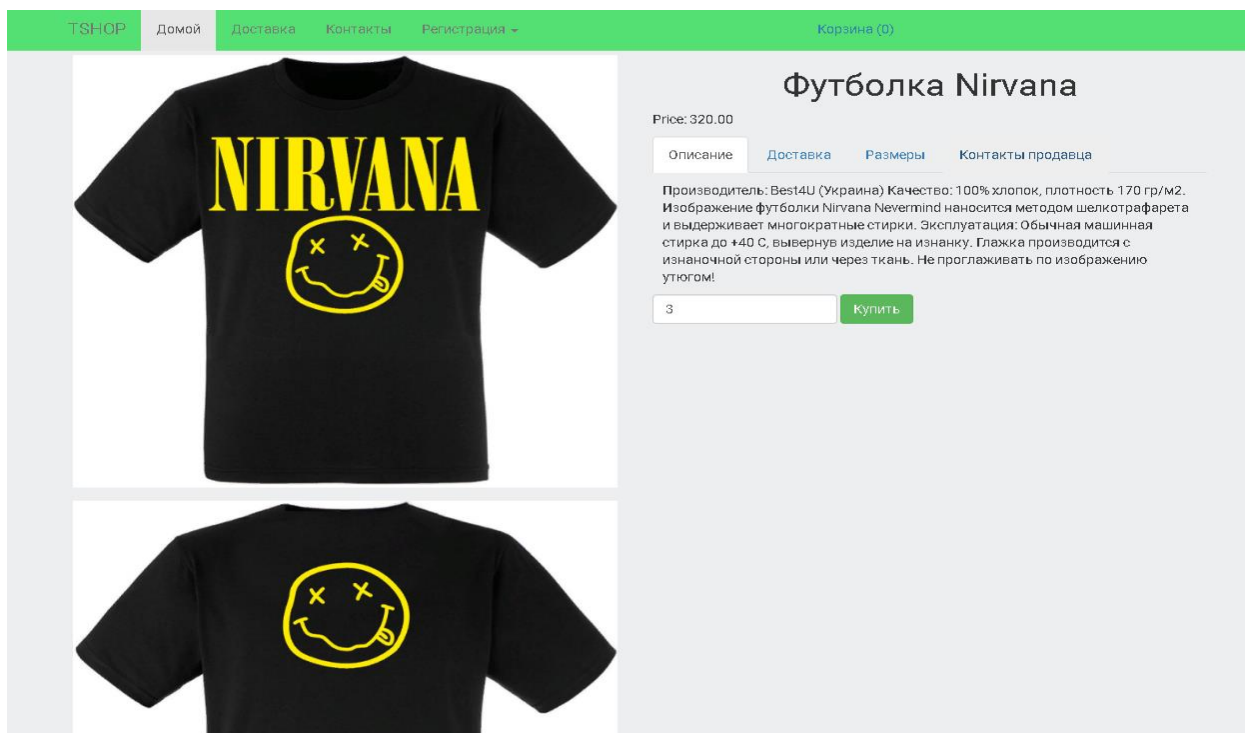 TSHOP Домой Доставка Контакты Регистрация Корзина (0)
NIRVANA
Футболка Nirvana
Price: 320.00
Описание Доставка Размеры Контакты продавца
Производитель: Best4U (Украина) Качество: 100% хлопок, плотность 170 гр/м2.
Изображение футболки Nirvana Nevermind наносится методом шелкотрафарета
и выдерживает многократные стирки. Эксплуатация: Обычная машинная
стирка до +40 С, вывернув изделие на изнанку. Глажка производится с
изнаночной стороны или через ткань. Не проглаживать по изображению
утюгом!
3 Купить